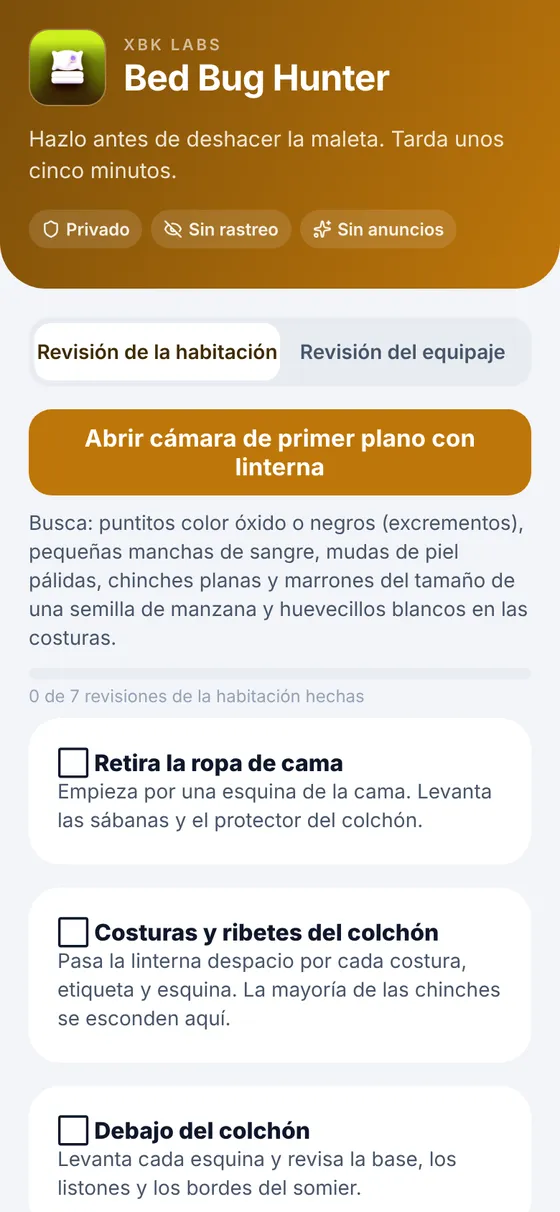 XBK LABS
Bed Bug Hunter
Hazlo antes de deshacer la maleta. Tarda unos
cinco minutos.
Privado
Sin rastreo
Sin anuncios
Revisión de la habitación
Revisión del equipaje
Abrir cámara de primer plano con
linterna
Busca: puntitos color óxido o negros (excrementos),
pequeñas manchas de sangre, mudas de piel
pálidas, chinches planas y marrones del tamaño de
una semilla de manzana y huevecillos blancos en las
costuras.
0 de 7 revisiones de la habitación hechas
Retira la ropa de cama
Empieza por una esquina de la cama. Levanta
las sábanas y el protector del colchón.
Costuras y ribetes del colchón
Pasa la linterna despacio por cada costura,
etiqueta y esquina. La mayoría de las chinches
se esconden aquí.
Debajo del colchón
Levanta cada esquina y revisa la base, los
listones y los bordes del somier.